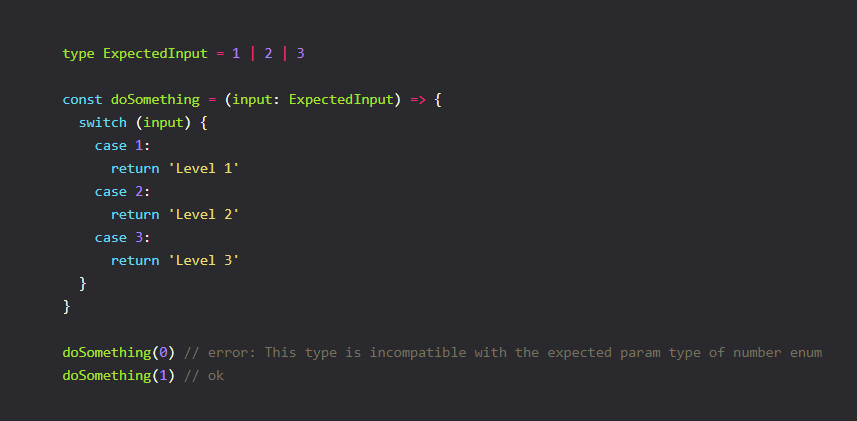 type ExpectedInput = 1 | 2 | 3
const doSomething = (input: ExpectedInput) => {
switch (input) {
case 1:
return 'Level 1'
case 2:
return 'Level 2'
case 3:
return 'Level 3'
}
}
doSomething(0) // error: This type is incompatible with the expected param type of number enum
doSomething(1) // ok